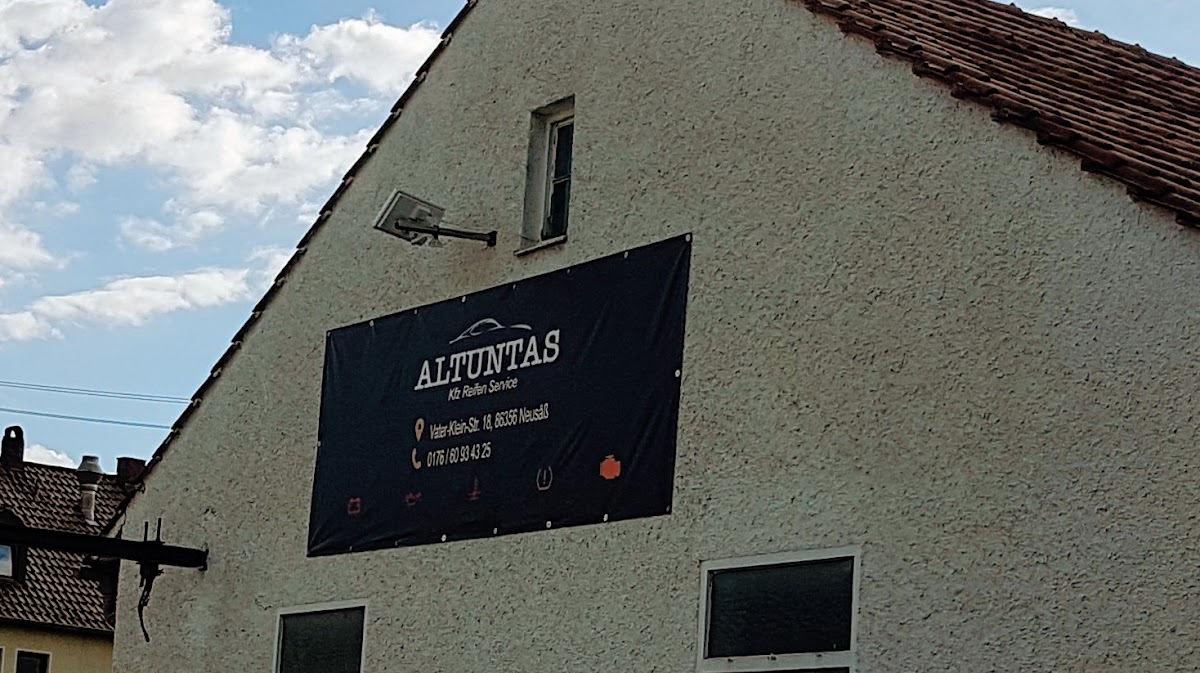 ALTUNTAS
Kfz Reifen Service
Vater-Klein-Str. 18, 86356 Neusäß
0176 / 60 93 43 25